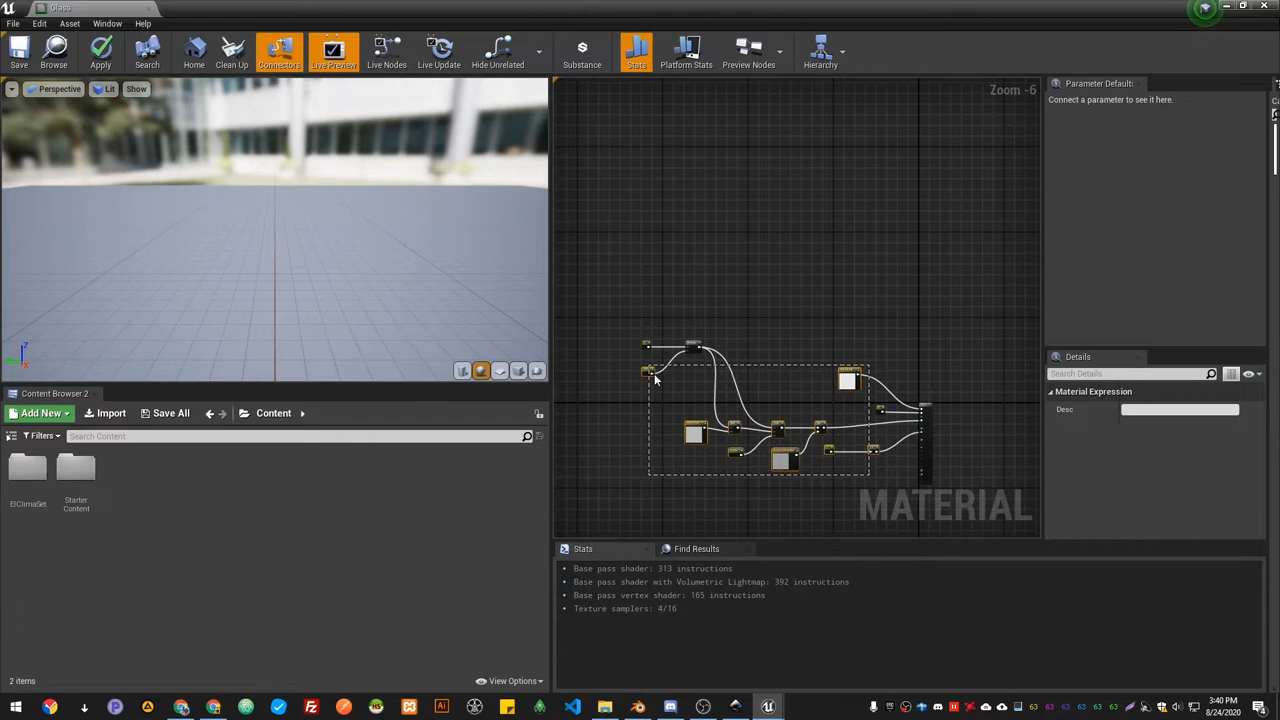 Glass
File Edit Asset Window Help
Save Browse Apply Search Home Clean Up Connectors Live Preview Live Nodes Live Update Hide Unrelated Substance Stats Platform Stats Preview Nodes Hierarchy
Perspective Lit Show
Zoom -6
Parameter Default
Connect a parameter to see it here.
MATERIAL
Details
Search Details
Material Expression
Desc
Content Browser 2
Add New Import Save All Content
Filters Search Content
ElClimaSet
Starter
Content
2 items
View Options
Stats Find Results
Base pass shader: 313 instructions
Base pass shader with Volumetric Lightmap: 392 instructions
Base pass vertex shader: 165 instructions
Texture samplers: 4/16
63 63 63 63
3:40 PM
8/24/2020